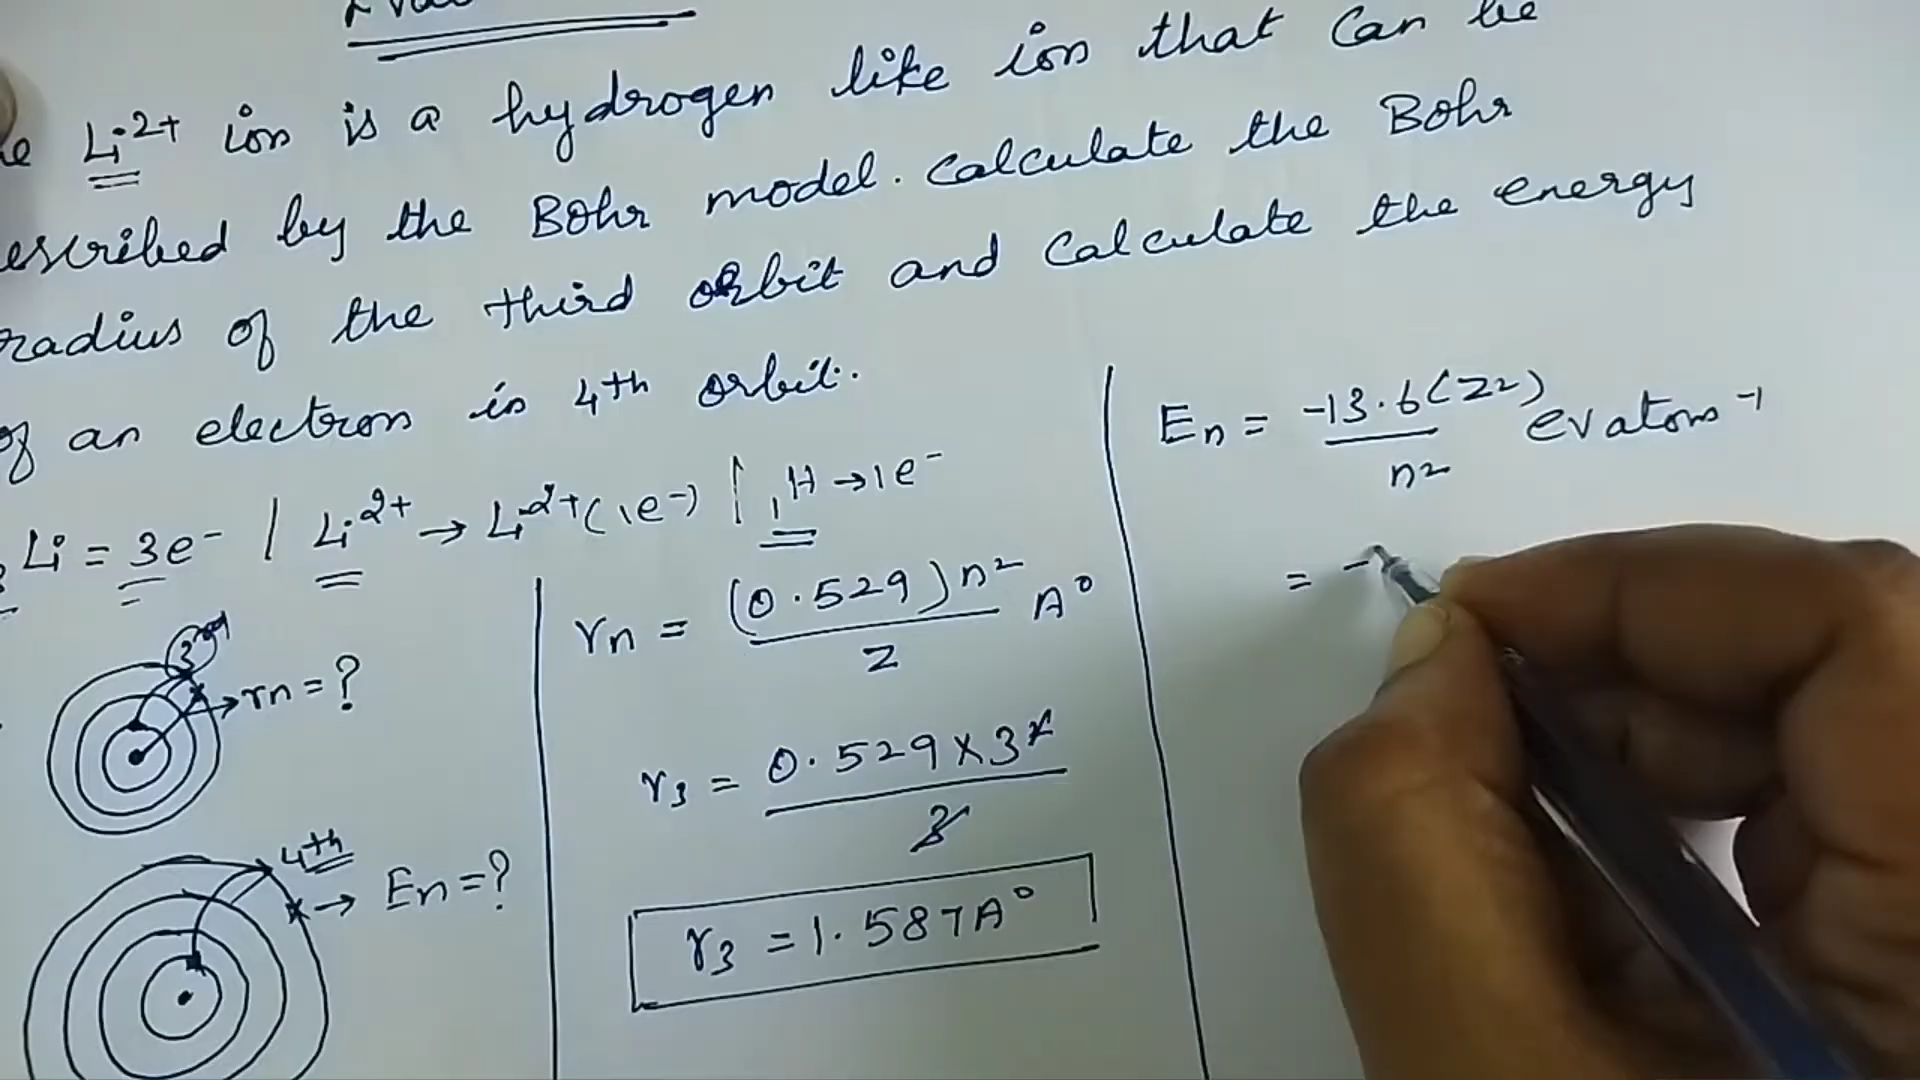 Li²⁺ ion is a hydrogen like ion that can be
escribed by the Bohr model. Calculate the Bohr
radius of the third orbit and calculate the energy
of an electron in 4th orbit.
Li = 3e⁻ | Li²⁺ → Li²⁺(1e⁻) | ₁H → 1e⁻
3rd
rn = ?
4th
En = ?
rn = (0.529)n² / Z A°
r₃ = 0.529 × 3² / 3
r₃ = 1.587A°
En = -13.6(Z²) / n² ev atom⁻¹
= -